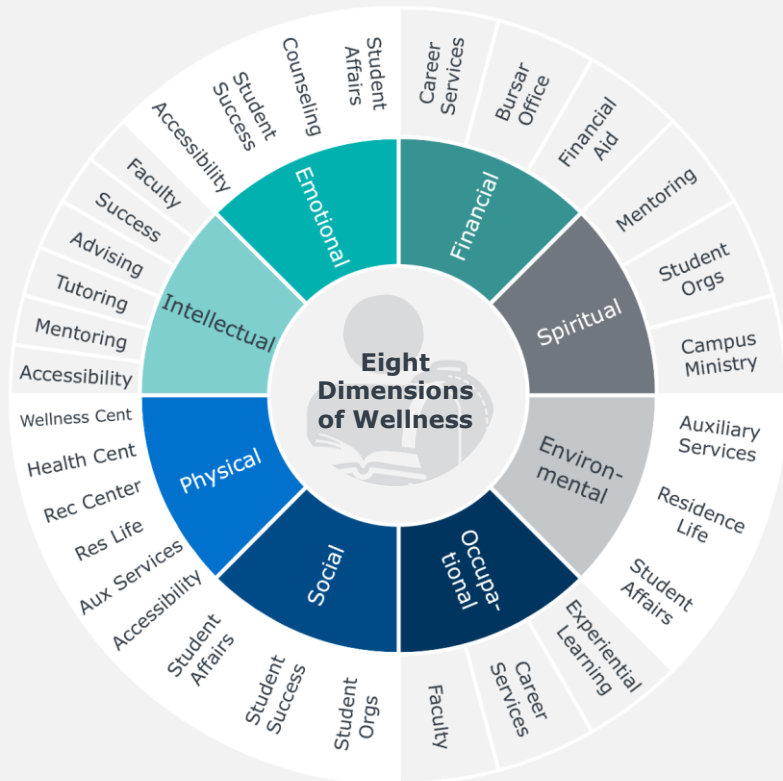 Eight
Dimensions
of Wellness
Emotional
Accessibility
Student
Success
Counseling
Student
Affairs
Financial
Career
Services
Bursar
Office
Financial
Aid
Spiritual
Mentoring
Student
Orgs
Campus
Ministry
Environ-
mental
Auxiliary
Services
Residence
Life
Student
Affairs
Occupa-
tional
Experiential
Learning
Career
Services
Faculty
Social
Student
Orgs
Student
Success
Student
Affairs
Accessibility
Physical
Aux Services
Res Life
Rec Center
Health Cent
Wellness Cent
Intellectual
Accessibility
Mentoring
Tutoring
Advising
Success
Faculty